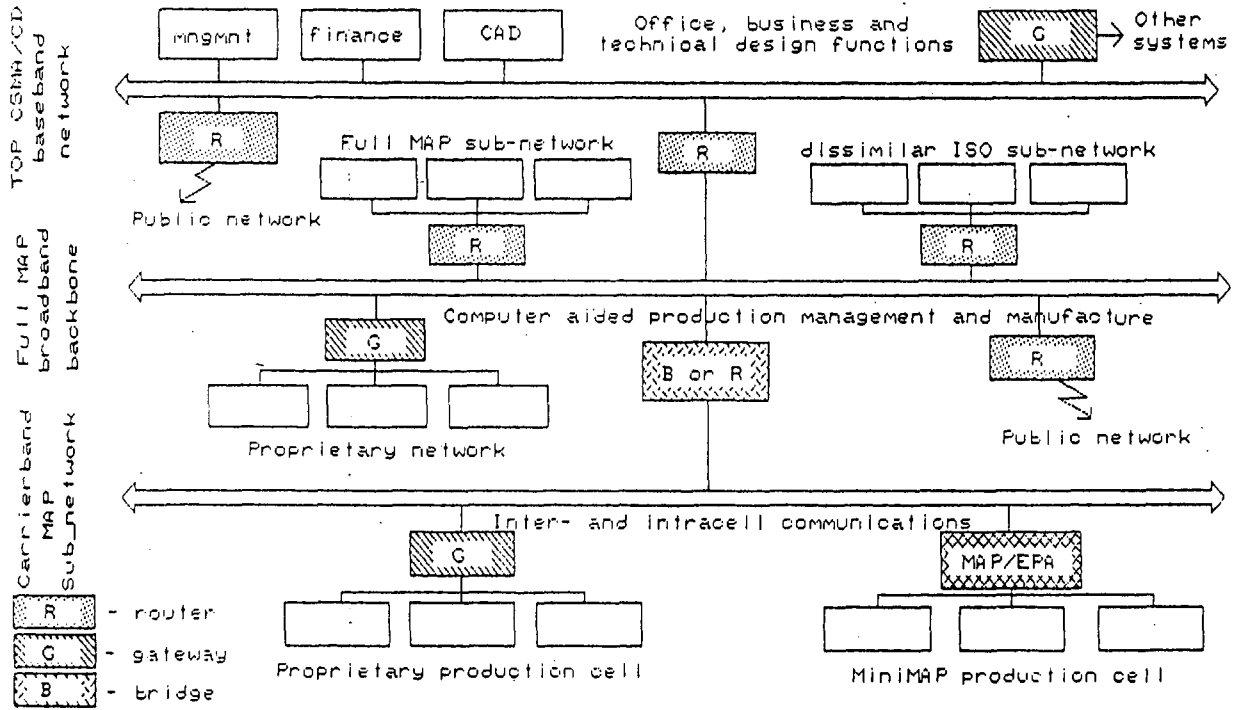 TOP CSMA/CD
baseband
network
mngmnt
finance
CAD
Office, business and
technical design functions
G
Other
systems
R
Public network
Full MAP sub-network
R
R
dissimilar ISO sub-network
R
Full MAP
broadband
backbone
Computer aided production management and manufacture
G
Proprietary network
B or R
R
Public network
Carrierband
MAP
Sub_network
Inter- and intracell communications
G
Proprietary production cell
MAP/EPA
MiniMAP production cell
R - router
G - gateway
B - bridge